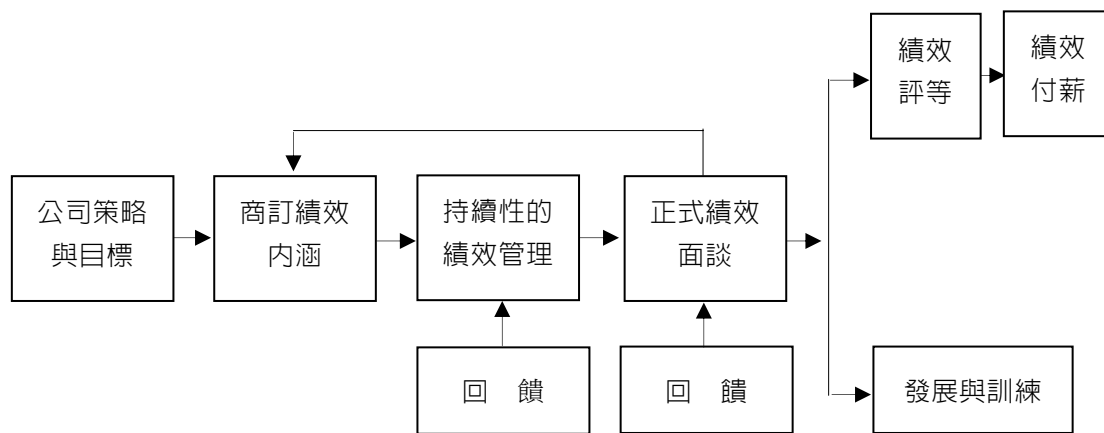 績效
評等
績效
付薪
公司策略
與目標
商訂績效
內涵
持續性的
績效管理
正式績效
面談
回 饋
回 饋
發展與訓練